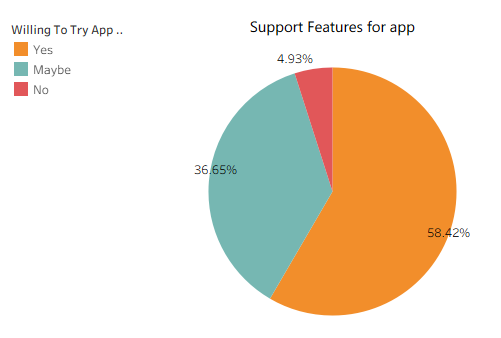 Support Features for app
Willing To Try App ..
Yes
Maybe
No
4.93%
36.65%
58.42%